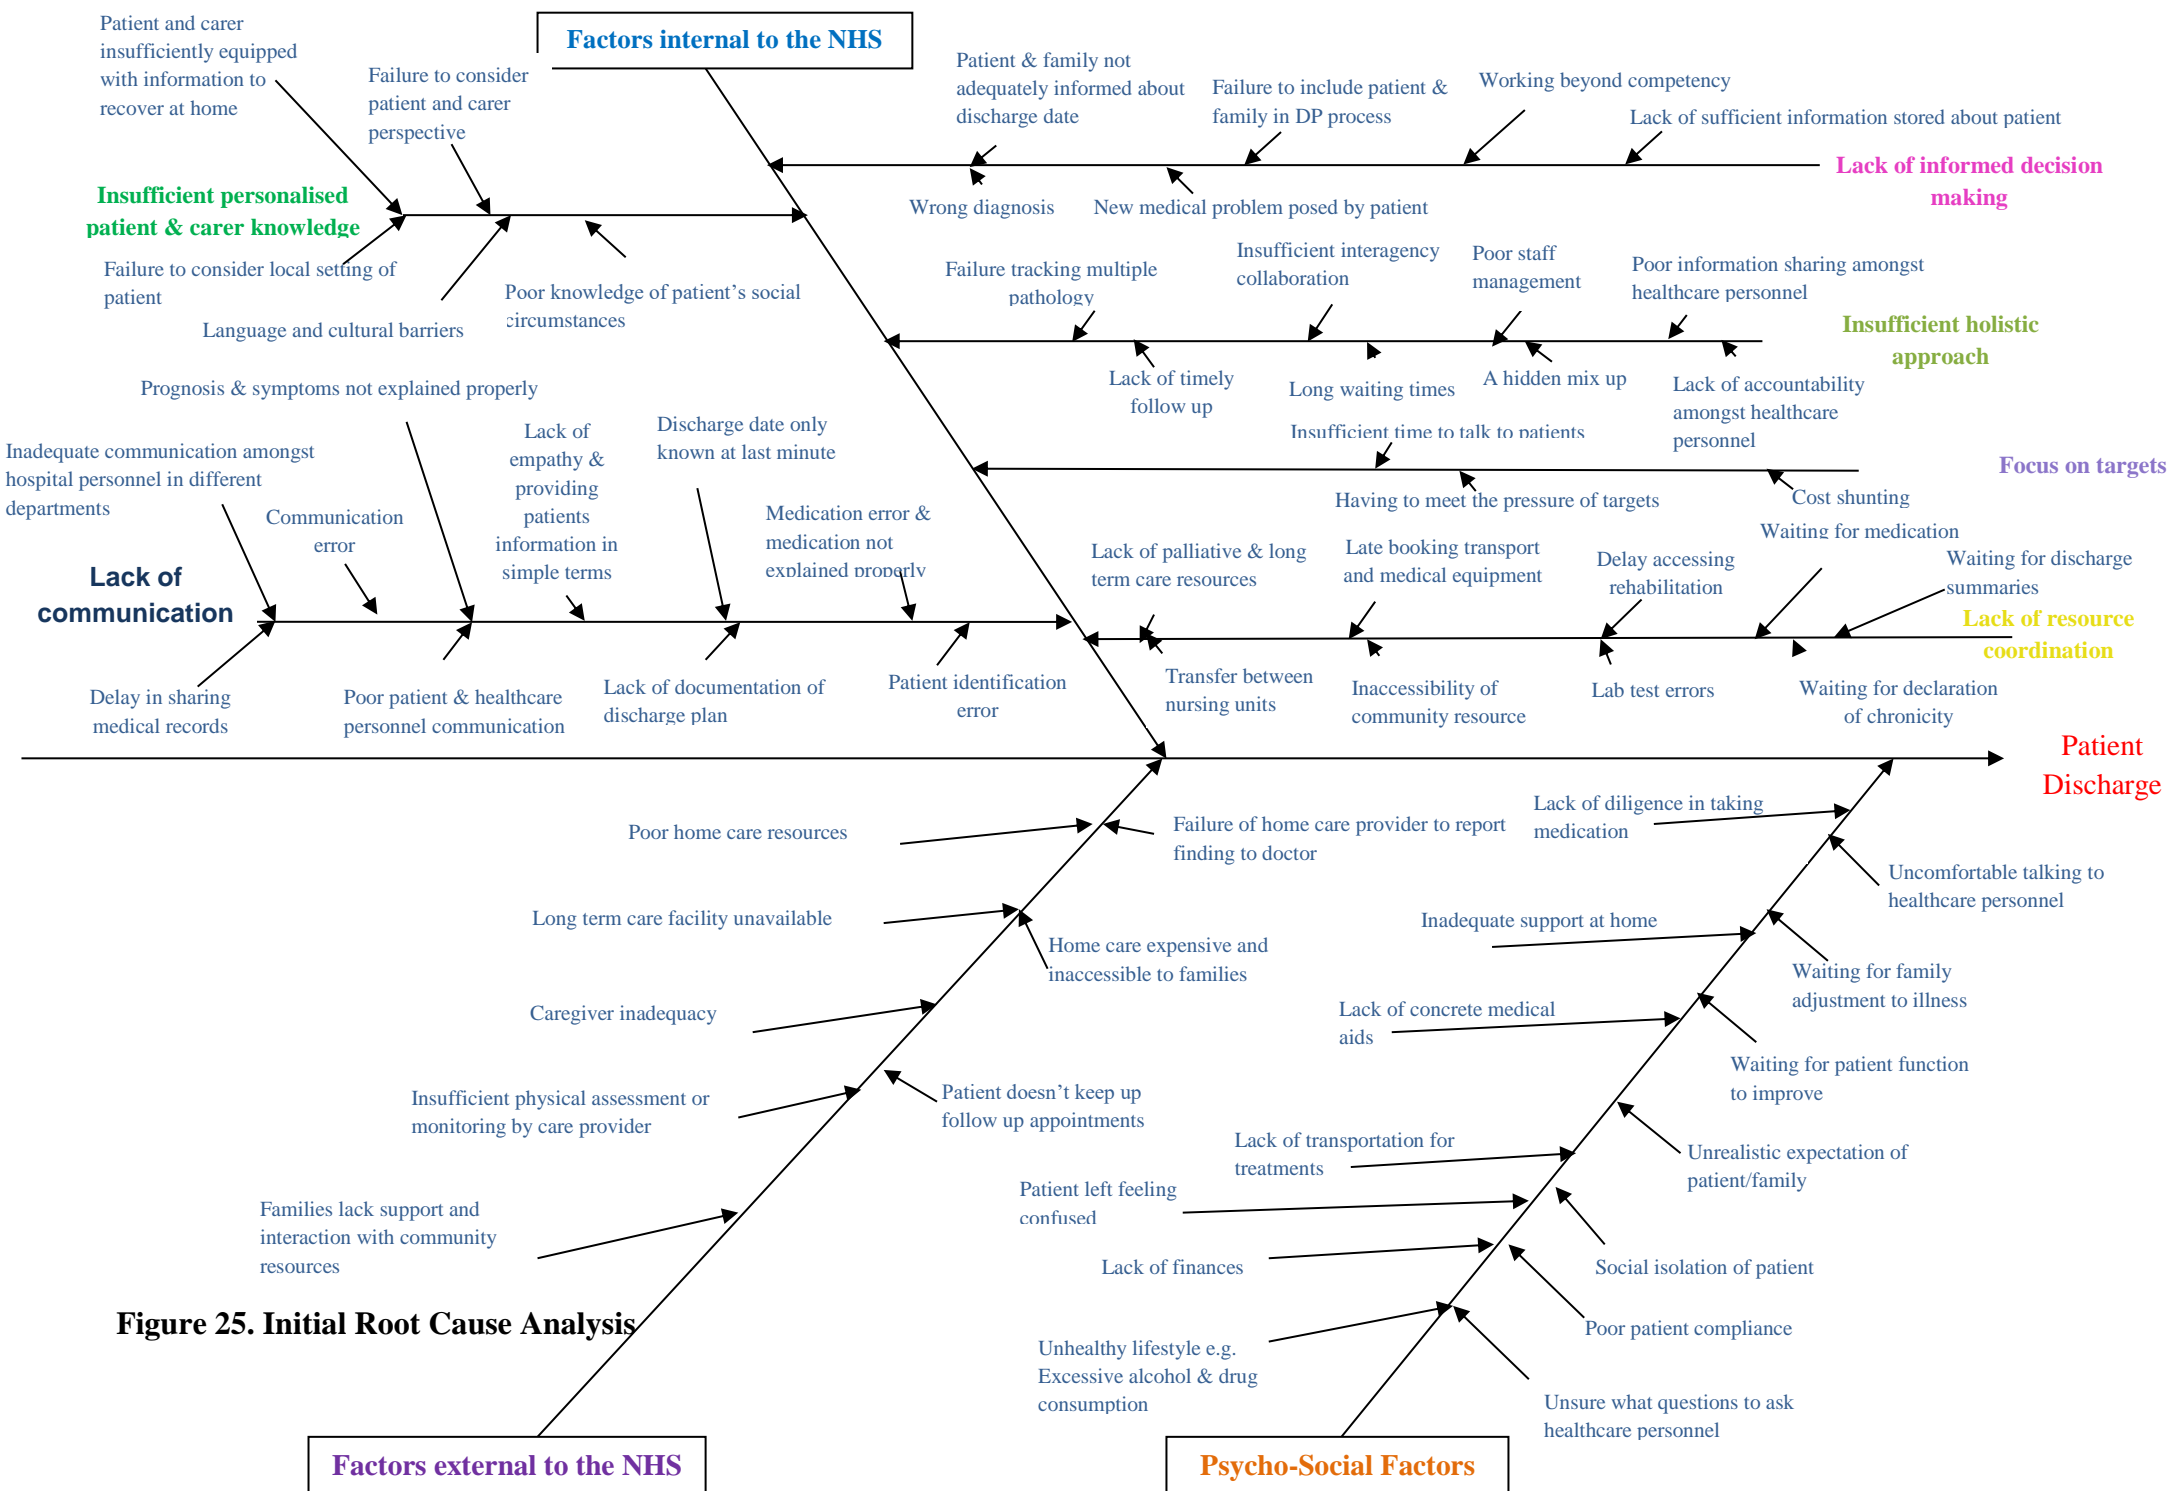 Patient and carer
insufficiently equipped
with information to
recover at home
Failure to consider
patient and carer
perspective
Factors internal to the NHS
Patient & family not
adequately informed about
discharge date
Failure to include patient &
family in DP process
Working beyond competency
Lack of sufficient information stored about patient
Lack of informed decision
making
Wrong diagnosis
New medical problem posed by patient
Insufficient personalised
patient & carer knowledge
Failure to consider local setting of
patient
Language and cultural barriers
Poor knowledge of patient’s social
circumstances
Failure tracking multiple
pathology
Insufficient interagency
collaboration
Poor staff
management
Poor information sharing amongst
healthcare personnel
Insufficient holistic
approach
Lack of timely
follow up
Long waiting times
A hidden mix up
Lack of accountability
amongst healthcare
personnel
Prognosis & symptoms not explained properly
Inadequate communication amongst
hospital personnel in different
departments
Communication
error
Lack of
empathy &
providing
patients
information in
simple terms
Discharge date only
known at last minute
Medication error &
medication not
explained properly
Insufficient time to talk to patients
Focus on targets
Having to meet the pressure of targets
Cost shunting
Lack of
communication
Delay in sharing
medical records
Poor patient & healthcare
personnel communication
Lack of documentation of
discharge plan
Patient identification
error
Lack of palliative & long
term care resources
Late booking transport
and medical equipment
Delay accessing
rehabilitation
Waiting for medication
Waiting for discharge
summaries
Lack of resource
coordination
Transfer between
nursing units
Inaccessibility of
community resource
Lab test errors
Waiting for declaration
of chronicity
Patient
Discharge
Poor home care resources
Failure of home care provider to report
finding to doctor
Long term care facility unavailable
Home care expensive and
inaccessible to families
Caregiver inadequacy
Insufficient physical assessment or
monitoring by care provider
Patient doesn’t keep up
follow up appointments
Families lack support and
interaction with community
resources
Lack of diligence in taking
medication
Uncomfortable talking to
healthcare personnel
Inadequate support at home
Waiting for family
adjustment to illness
Lack of concrete medical
aids
Waiting for patient function
to improve
Lack of transportation for
treatments
Unrealistic expectation of
patient/family
Patient left feeling
confused
Social isolation of patient
Lack of finances
Poor patient compliance
Unhealthy lifestyle e.g.
Excessive alcohol & drug
consumption
Unsure what questions to ask
healthcare personnel
Figure 25. Initial Root Cause Analysis
Factors external to the NHS
Psycho-Social Factors